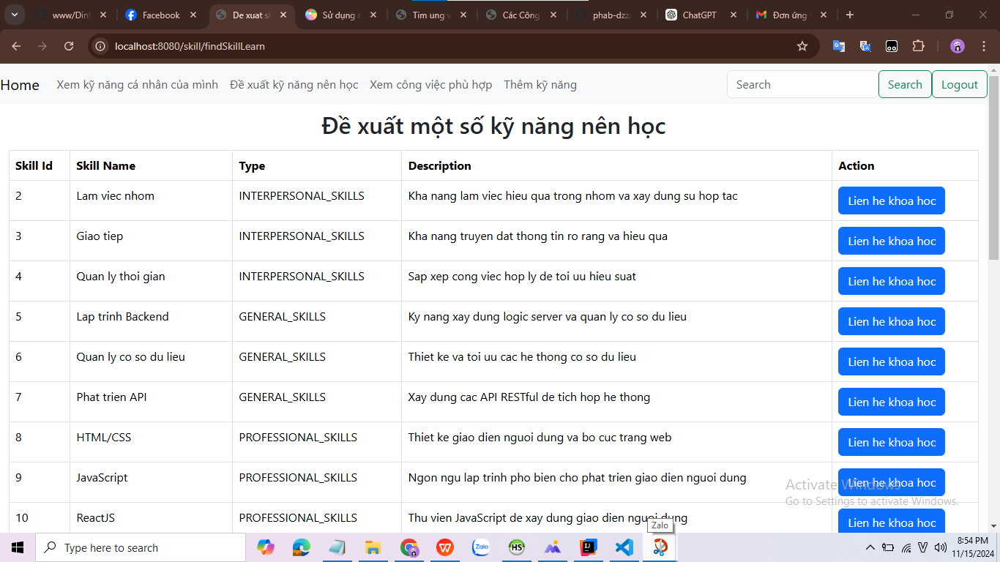 www/Dinh
Facebook
De xuat sk
Sử dụng n
Tim ung v
Các Công
phab-dzz/
ChatGPT
Đơn ứng
localhost:8080/skill/findSkillLearn
Home Xem kỹ năng cá nhân của mình Đề xuất kỹ năng nên học Xem công việc phù hợp Thêm kỹ năng Search Search Logout
Đề xuất một số kỹ năng nên học
Skill Id Skill Name Type Description Action
2 Lam viec nhom INTERPERSONAL_SKILLS Kha nang lam viec hieu qua trong nhom va xay dung su hop tac Lien he khoa hoc
3 Giao tiep INTERPERSONAL_SKILLS Kha nang truyen dat thong tin ro rang va hieu qua Lien he khoa hoc
4 Quan ly thoi gian INTERPERSONAL_SKILLS Sap xep cong viec hop ly de toi uu hieu suat Lien he khoa hoc
5 Lap trinh Backend GENERAL_SKILLS Ky nang xay dung logic server va quan ly co so du lieu Lien he khoa hoc
6 Quan ly co so du lieu GENERAL_SKILLS Thiet ke va toi uu cac he thong co so du lieu Lien he khoa hoc
7 Phat trien API GENERAL_SKILLS Xay dung cac API RESTful de tich hop he thong Lien he khoa hoc
8 HTML/CSS PROFESSIONAL_SKILLS Thiet ke giao dien nguoi dung va bo cuc trang web Lien he khoa hoc
9 JavaScript PROFESSIONAL_SKILLS Ngon ngu lap trinh pho bien cho phat trien giao dien nguoi dung Lien he khoa hoc
Activate Windows
Go to Settings to activate Windows.
10 ReactJS PROFESSIONAL_SKILLS Thu vien JavaScript de xay dung giao dien nguoi dung Lien he khoa hoc
Zalo
Type here to search
Zalo
HS
8:54 PM
11/15/2024